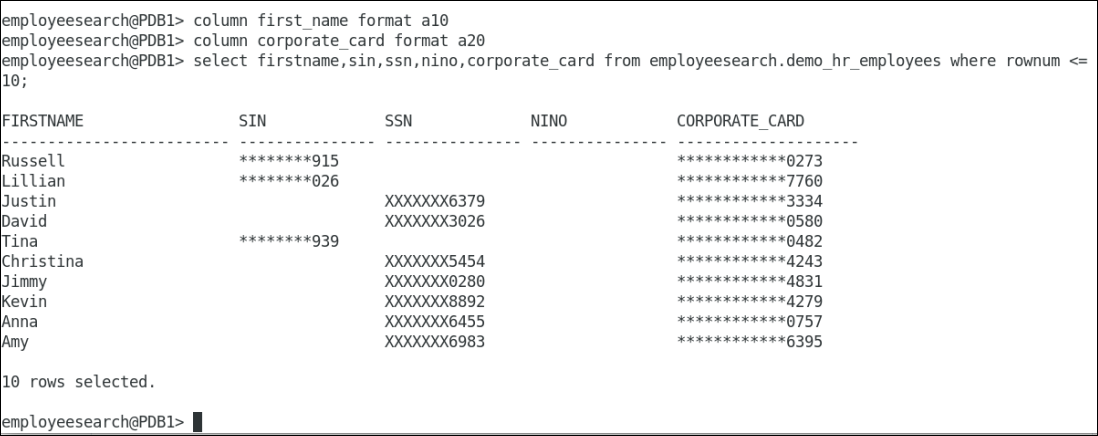 employeesearch@PDB1> column first_name format a10
employeesearch@PDB1> column corporate_card format a20
employeesearch@PDB1> select firstname,sin,ssn,nino,corporate_card from employeesearch.demo_hr_employees where rownum <=
10;
FIRSTNAME                 SIN             SSN             NINO            CORPORATE_CARD
------------------------- --------------- --------------- --------------- --------------------
Russell                   ********915                                     ************0273
Lillian                   ********026                                     ************7760
Justin                                    XXXXXXX6379                     ************3334
David                                     XXXXXXX3026                     ************0580
Tina                      ********939                                     ************0482
Christina                                 XXXXXXX5454                     ************4243
Jimmy                                     XXXXXXX0280                     ************4831
Kevin                                     XXXXXXX8892                     ************4279
Anna                                      XXXXXXX6455                     ************0757
Amy                                       XXXXXXX6983                     ************6395
10 rows selected.
employeesearch@PDB1>